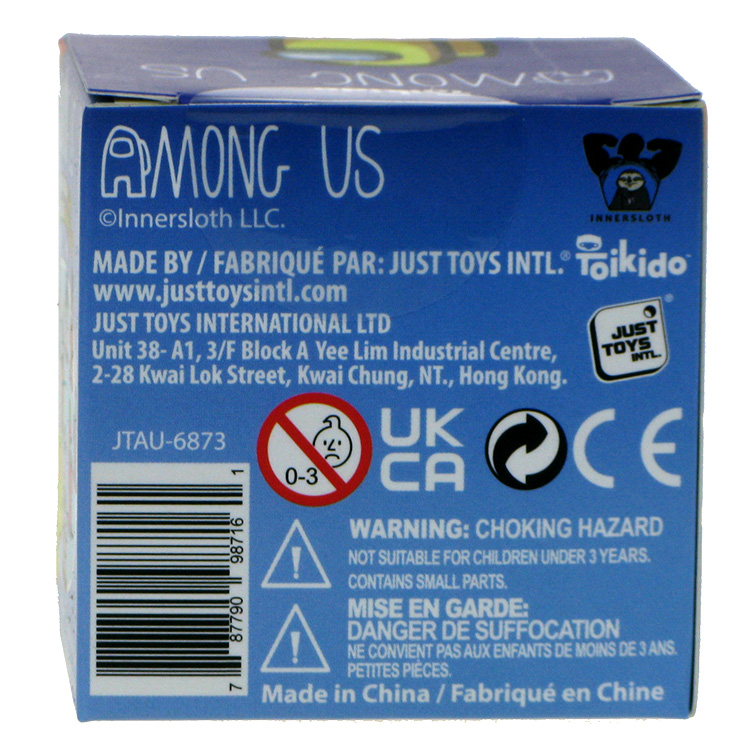 AMONG US
AMONG US
©Innersloth LLC.
INNERSLOTH
MADE BY / FABRIQUÉ PAR: JUST TOYS INTL.® Toikido
www.justtoysintl.com
JUST TOYS INTERNATIONAL LTD
Unit 38- A1, 3/F Block A Yee Lim Industrial Centre,
2-28 Kwai Lok Street, Kwai Chung, NT., Hong Kong.
JUST
TOYS
INTL.
®
JTAU-6873
0-3
UK
CA
CE
7 87790 98716 1
WARNING: CHOKING HAZARD
NOT SUITABLE FOR CHILDREN UNDER 3 YEARS.
CONTAINS SMALL PARTS.
MISE EN GARDE:
DANGER DE SUFFOCATION
NE CONVIENT PAS AUX ENFANTS DE MOINS DE 3 ANS.
PETITES PIÈCES.
Made in China / Fabriqué en Chine